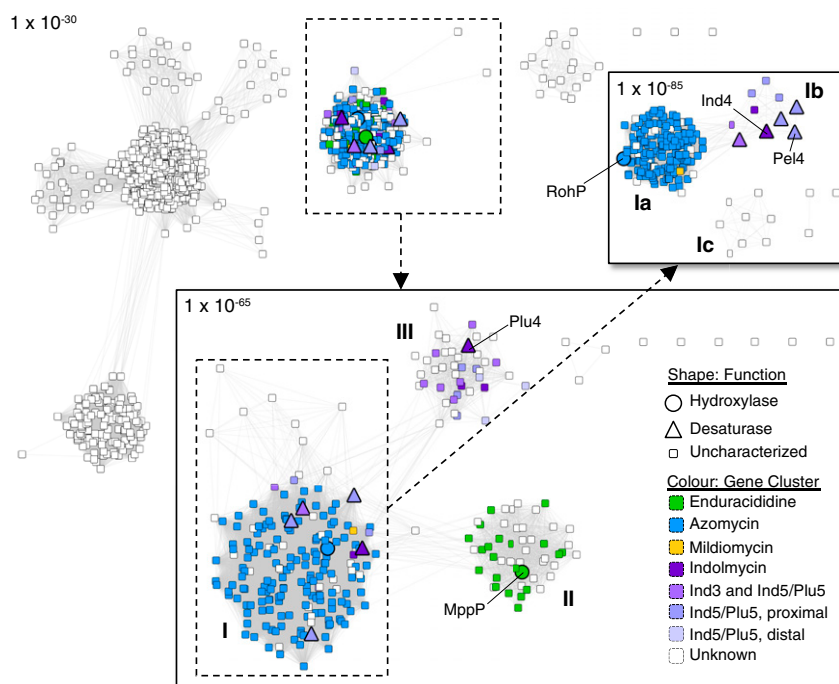 1 x 10-30
1 x 10-85
Ib
Ind4
Pel4
RohP
Ia
Ic
1 x 10-65
III
Plu4
I
MppP
II
Shape: Function
Hydroxylase
Desaturase
Uncharacterized
Colour: Gene Cluster
Enduracididine
Azomycin
Mildiomycin
Indolmycin
Ind3 and Ind5/Plu5
Ind5/Plu5, proximal
Ind5/Plu5, distal
Unknown